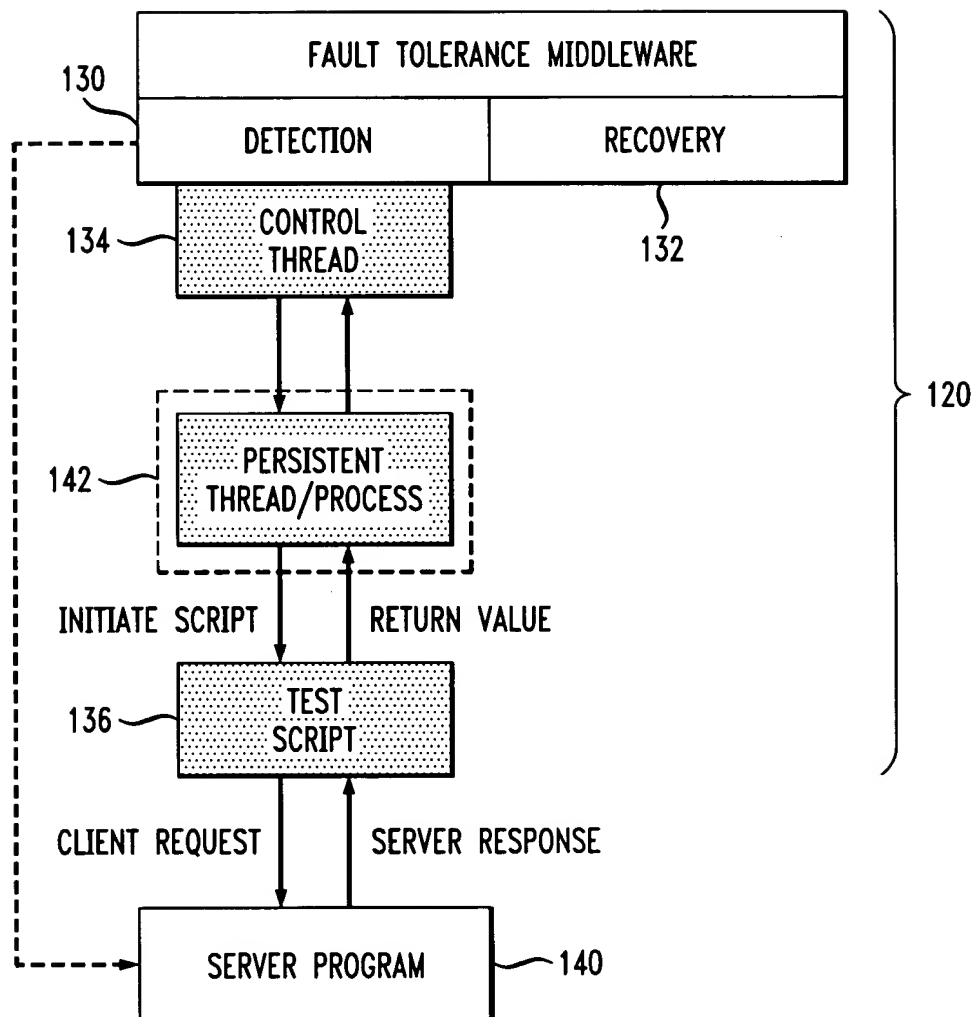 FAULT TOLERANCE MIDDLEWARE
130
DETECTION
RECOVERY
134
CONTROL
THREAD
132
120
142
PERSISTENT
THREAD/PROCESS
INITIATE SCRIPT
RETURN VALUE
136
TEST
SCRIPT
CLIENT REQUEST
SERVER RESPONSE
SERVER PROGRAM
140